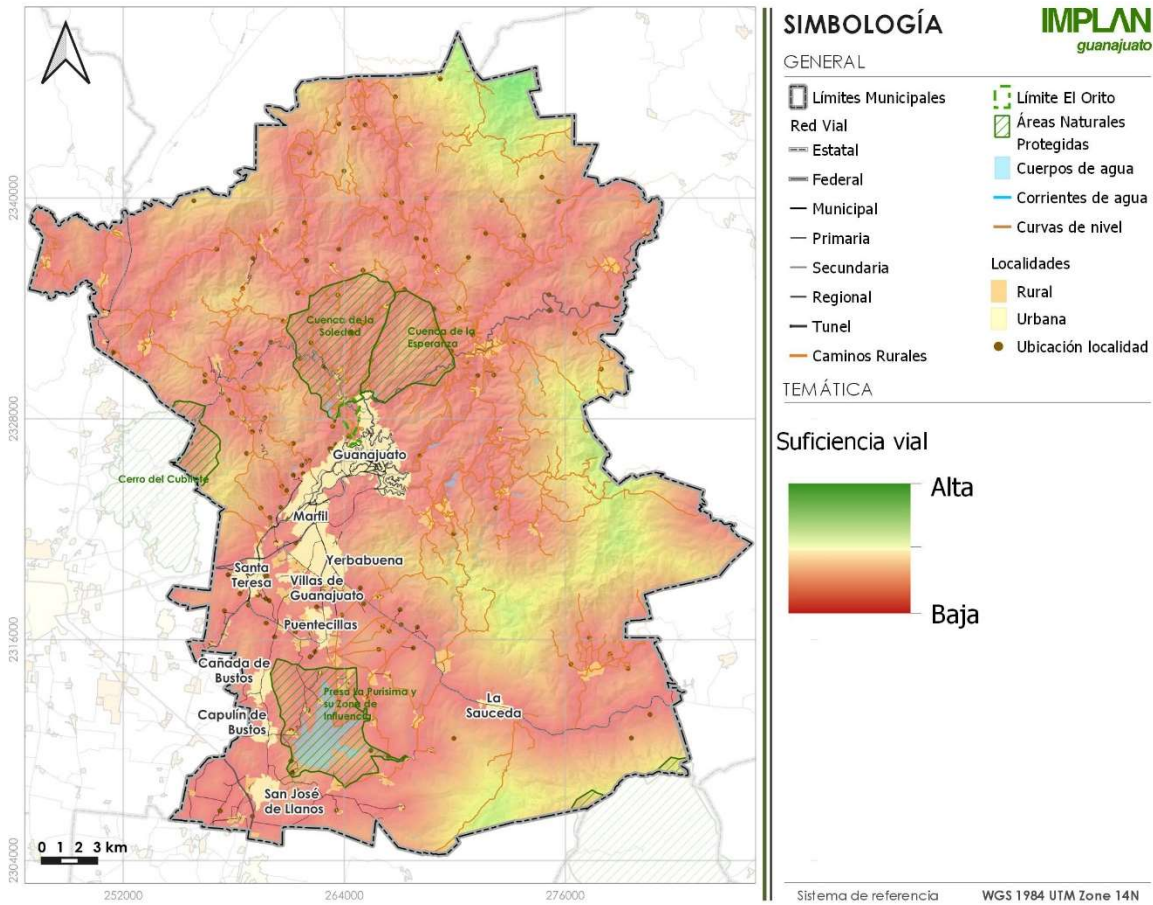 SIMBOLOGÍA
IMPLAN
guanajuato
GENERAL
Límites Municipales
Red Vial
Estatal
Federal
Municipal
Primaria
Secundaria
Regional
Tunel
Caminos Rurales
Límite El Orito
Áreas Naturales
Protegidas
Cuerpos de agua
Corrientes de agua
Curvas de nivel
Localidades
Rural
Urbana
Ubicación localidad
TEMÁTICA
Suficiencia vial
Alta
Baja
Sistema de referencia
WGS 1984 UTM Zone 14N
2340000
2328000
2316000
2304000
252000
264000
276000
0 1 2 3 km
Cuenca de la
Soledad
Cuenca de la
Esperanza
Cerro del Cubilete
Guanajuato
Marfil
Yerbabuena
Santa
Teresa
Villas de
Guanajuato
Puentecillas
Cañada de
Bustos
Capulín de
Bustos
Presa La Purísima y
su Zona de
Influencia
La
Sauceda
San José
de Llanos